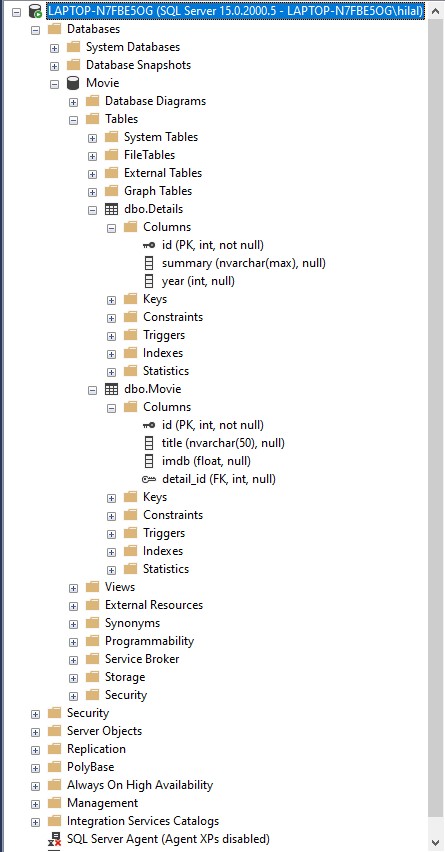 LAPTOP-N7FBE5OG (SQL Server 15.0.2000.5 - LAPTOP-N7FBE5OG\hilal)
Databases
System Databases
Database Snapshots
Movie
Database Diagrams
Tables
System Tables
FileTables
External Tables
Graph Tables
dbo.Details
Columns
id (PK, int, not null)
summary (nvarchar(max), null)
year (int, null)
Keys
Constraints
Triggers
Indexes
Statistics
dbo.Movie
Columns
id (PK, int, not null)
title (nvarchar(50), null)
imdb (float, null)
detail_id (FK, int, null)
Keys
Constraints
Triggers
Indexes
Statistics
Views
External Resources
Synonyms
Programmability
Service Broker
Storage
Security
Security
Server Objects
Replication
PolyBase
Always On High Availability
Management
Integration Services Catalogs
SQL Server Agent (Agent XPs disabled)